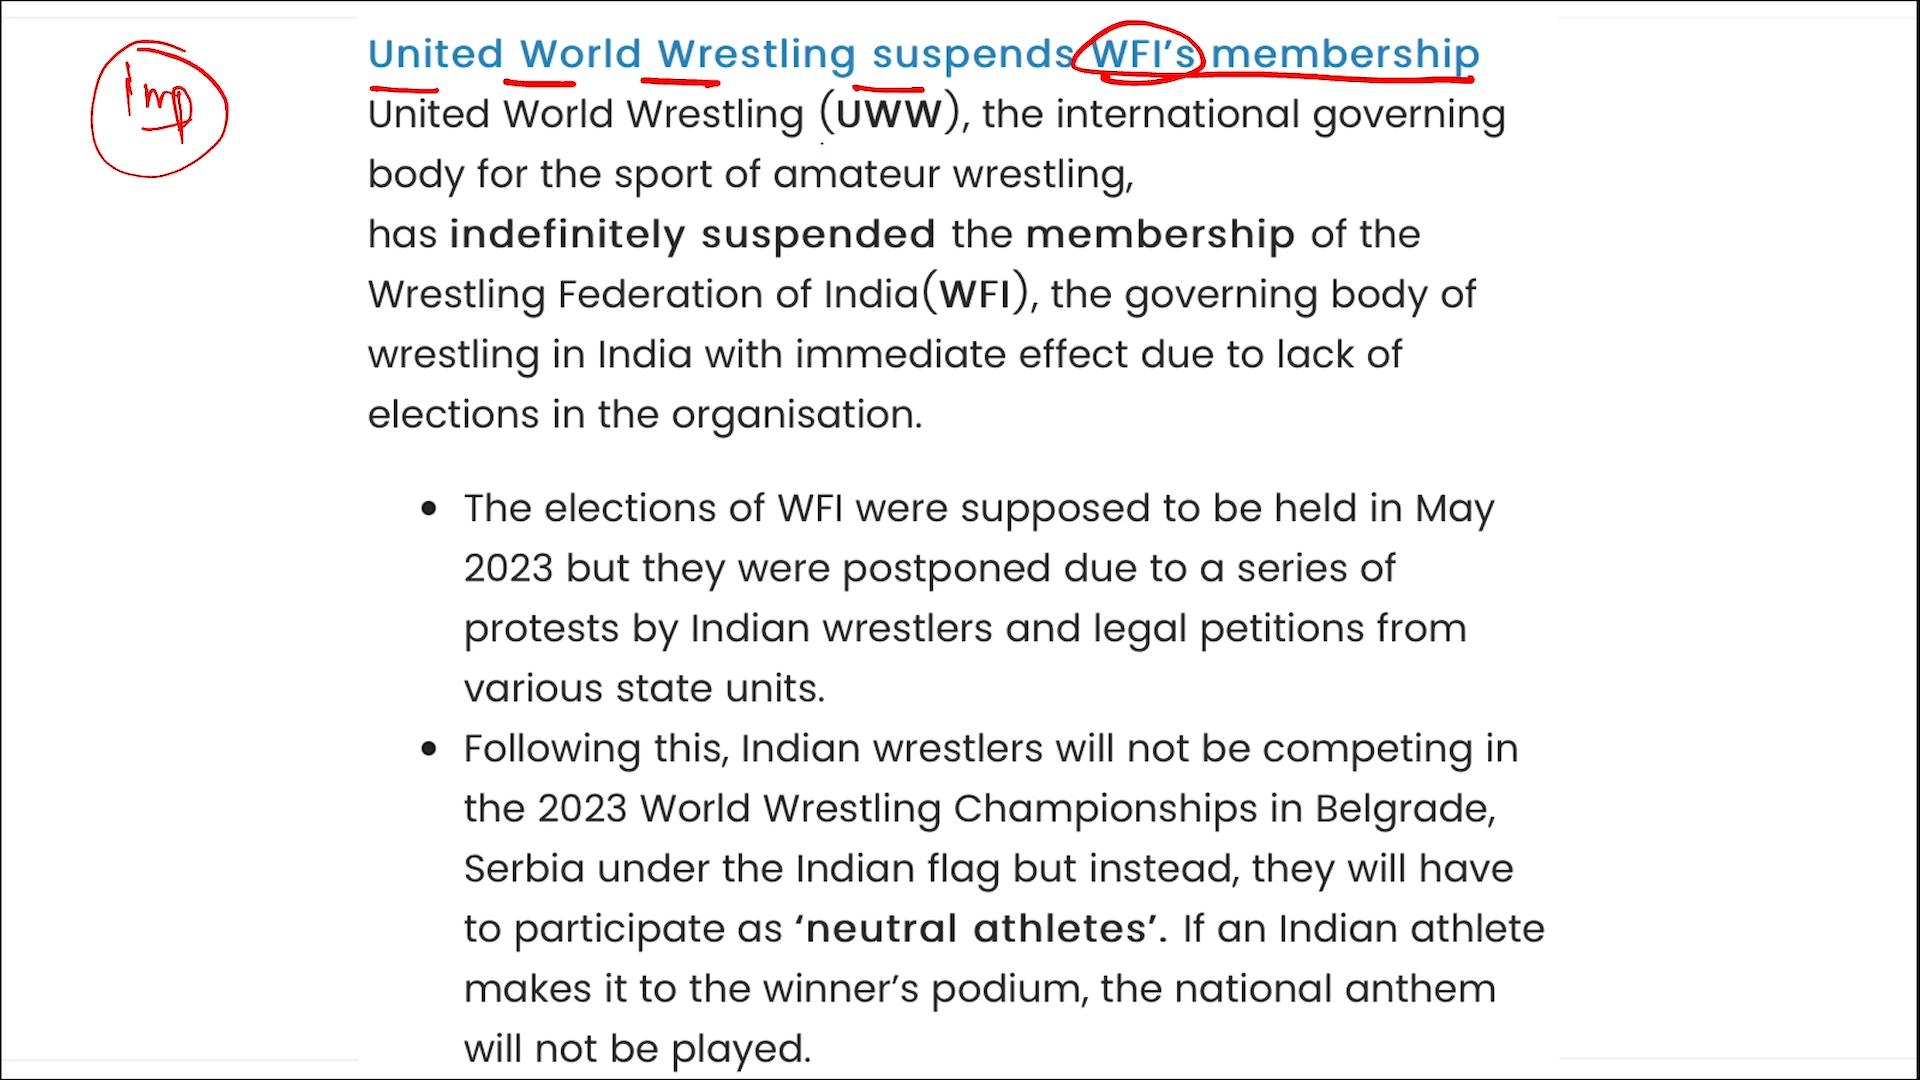 Imp
United World Wrestling suspends WFI's membership
United World Wrestling (UWW), the international governing
body for the sport of amateur wrestling,
has indefinitely suspended the membership of the
Wrestling Federation of India(WFI), the governing body of
wrestling in India with immediate effect due to lack of
elections in the organisation.
• The elections of WFI were supposed to be held in May
2023 but they were postponed due to a series of
protests by Indian wrestlers and legal petitions from
various state units.
• Following this, Indian wrestlers will not be competing in
the 2023 World Wrestling Championships in Belgrade,
Serbia under the Indian flag but instead, they will have
to participate as ‘neutral athletes’. If an Indian athlete
makes it to the winner’s podium, the national anthem
will not be played.